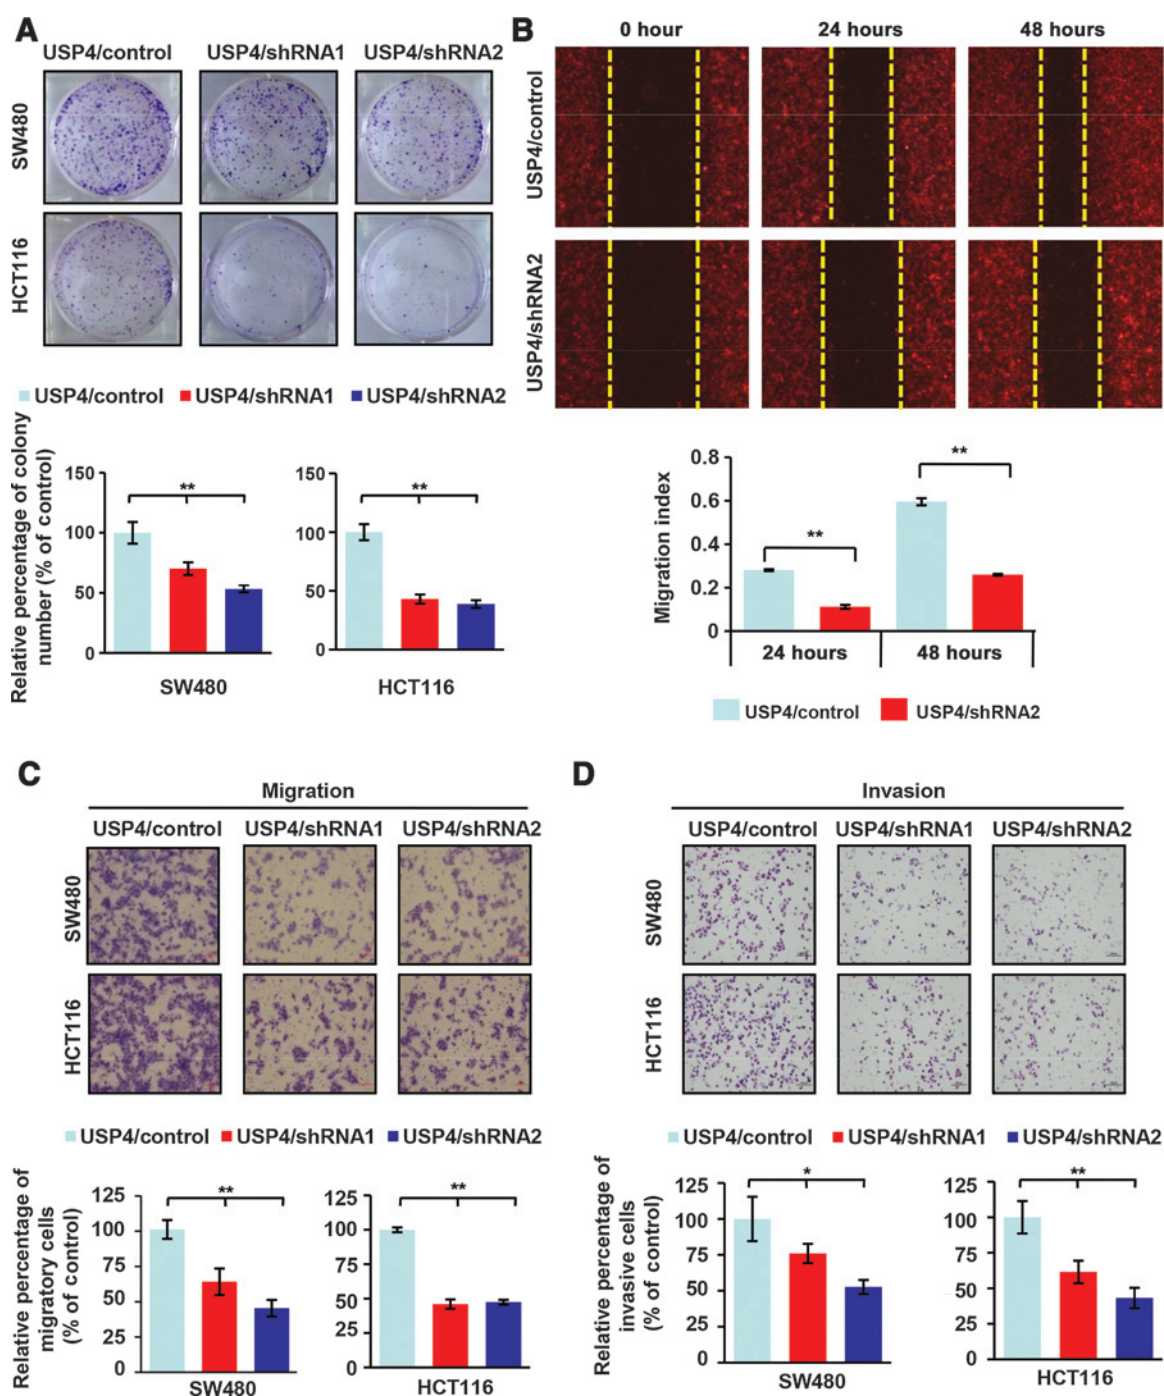 A
USP4/control USP4/shRNA1 USP4/shRNA2
SW480
HCT116
USP4/control USP4/shRNA1 USP4/shRNA2
Relative percentage of colony
number (% of control)
150
100
50
0
**
SW480
150
100
50
0
**
HCT116
B
0 hour 24 hours 48 hours
USP4/control
USP4/shRNA2
Migration index
0.8
0.6
0.4
0.2
0
**
**
24 hours 48 hours
USP4/control USP4/shRNA2
C
Migration
USP4/control USP4/shRNA1 USP4/shRNA2
SW480
HCT116
USP4/control USP4/shRNA1 USP4/shRNA2
Relative percentage of
migratory cells
(% of control)
125
100
75
50
25
0
**
SW480
125
100
75
50
25
0
**
HCT116
D
Invasion
USP4/control USP4/shRNA1 USP4/shRNA2
SW480
HCT116
USP4/control USP4/shRNA1 USP4/shRNA2
Relative percentage of
invasive cells
(% of control)
125
100
75
50
25
0
*
SW480
125
100
75
50
25
0
**
HCT116